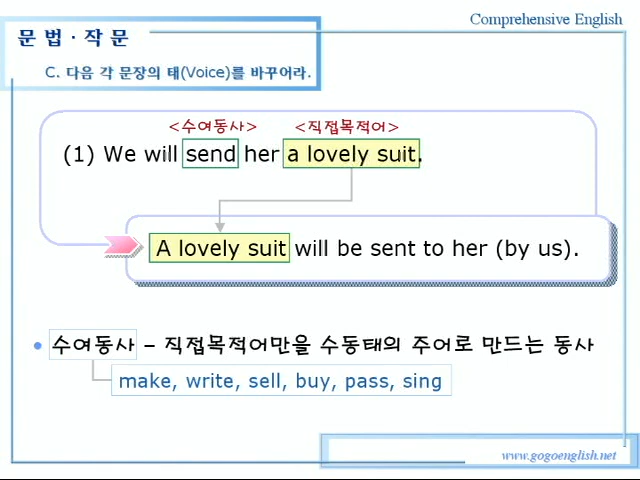 Comprehensive English
문 법 · 작 문
C. 다음 각 문장의 태(Voice)를 바꾸어라.
<수여동사> <직접목적어>
(1) We will send her a lovely suit.
A lovely suit will be sent to her (by us).
• 수여동사 – 직접목적어만을 수동태의 주어로 만드는 동사
make, write, sell, buy, pass, sing
www.gogoenglish.net